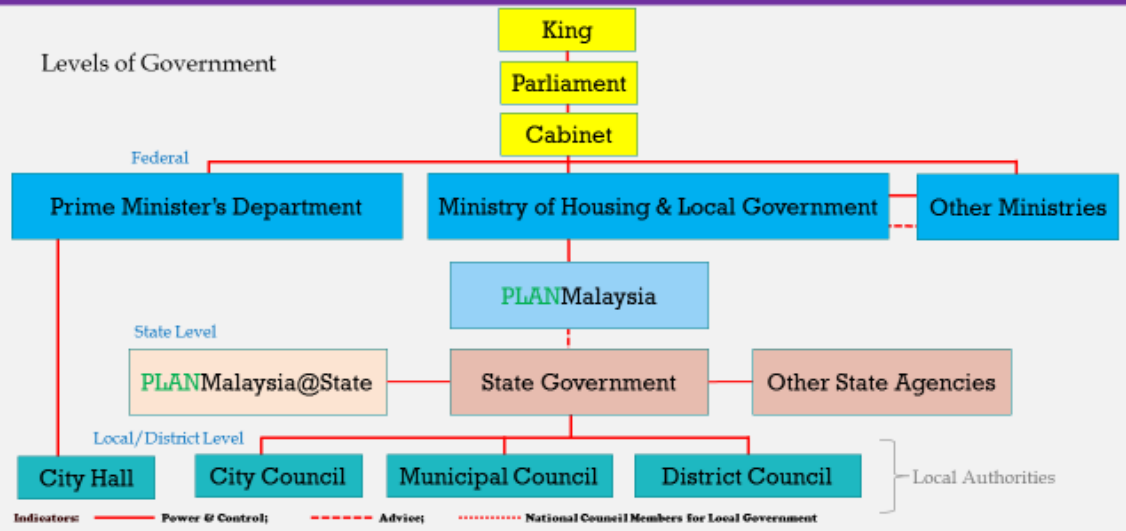 King
Levels of Government
Parliament
Cabinet
Federal
Prime Minister's Department
Ministry of Housing & Local Government
Other Ministries
PLANMalaysia
State Level
PLANMalaysia@State
State Government
Other State Agencies
Local/District Level
City Hall
City Council
Municipal Council
District Council
Local Authorities
Indicators: Power & Control; Advice; National Council Members for Local Government